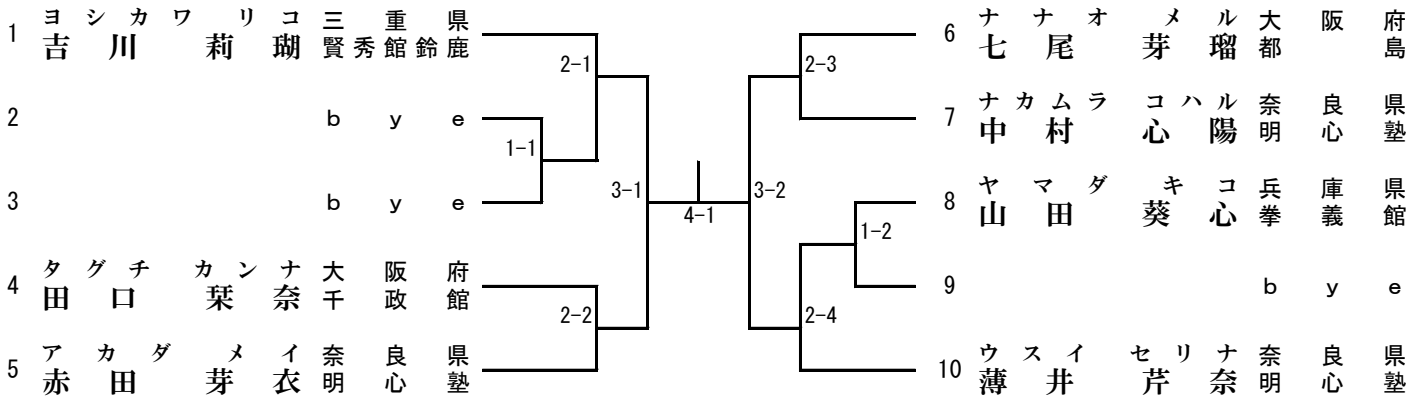 ヨシカワ リコ 三重県
1 吉川 莉瑚 賢秀館鈴鹿
2-1
2 bye
1-1
3 bye
3-1
タグチ カンナ 大阪府
4 田口 栞奈 千政館
2-2
アカダ メイ 奈良県
5 赤田 芽衣 明心塾
4-1
ナナオ メル 大阪府
6 七尾 芽瑠 都島
2-3
ナカムラ コハル 奈良県
7 中村 心陽 明心塾
3-2
ヤマダ キコ 兵庫県
8 山田 葵心 拳義館
1-2
9 bye
2-4
ウスイ セリナ 奈良県
10 薄井 芹奈 明心塾